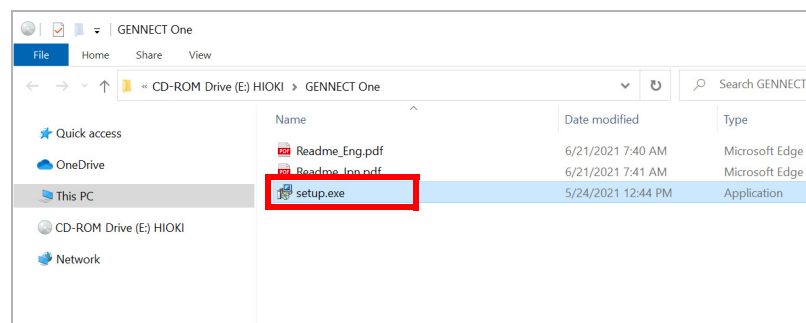 GENNECT One
File Home Share View
« CD-ROM Drive (E:) HIOKI > GENNECT One Search GENNECT
Name Date modified Type
Quick access
Readme_Eng.pdf 6/21/2021 7:40 AM Microsoft Edge
OneDrive
Readme_Jpn.pdf 6/21/2021 7:41 AM Microsoft Edge
This PC
setup.exe 5/24/2021 12:44 PM Application
CD-ROM Drive (E:) HIOKI
Network